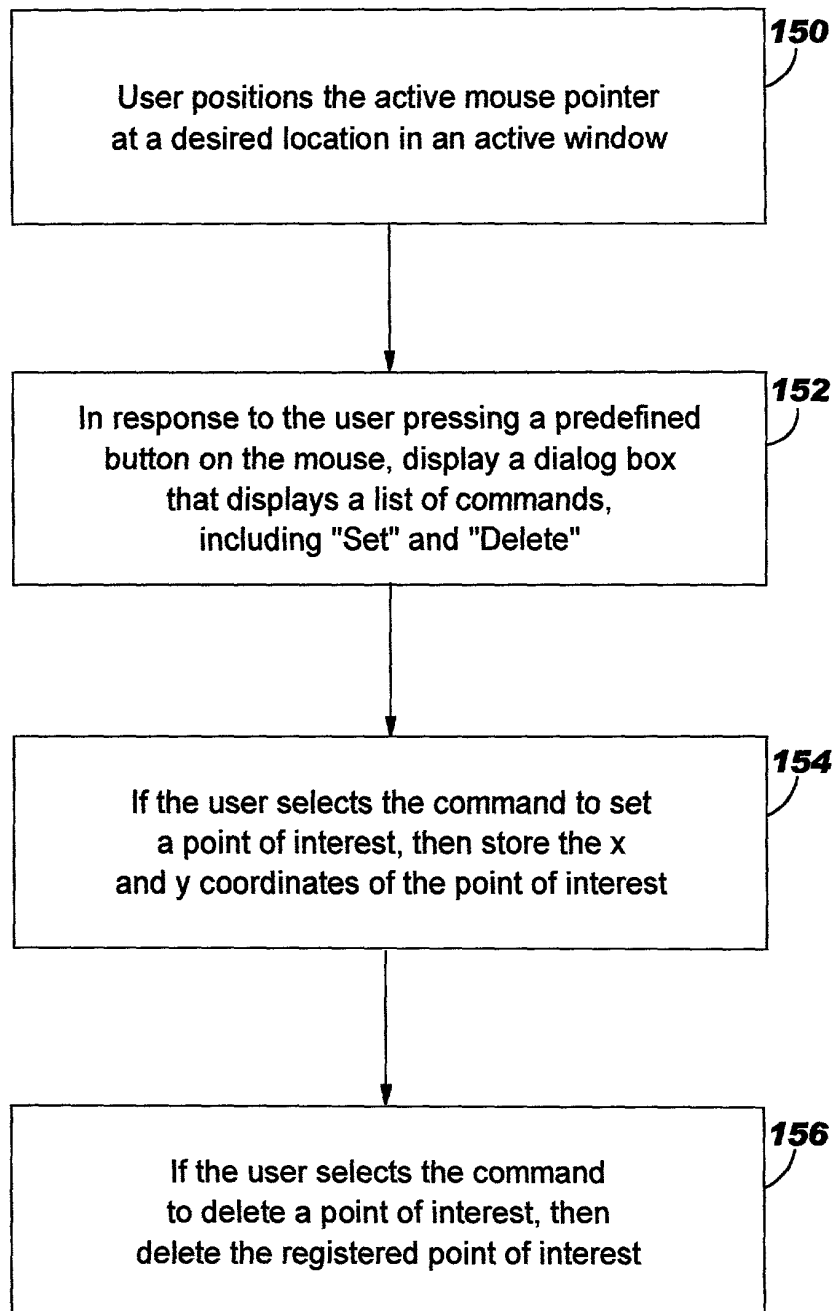 150
User positions the active mouse pointer
at a desired location in an active window
152
In response to the user pressing a predefined
button on the mouse, display a dialog box
that displays a list of commands,
including "Set" and "Delete"
154
If the user selects the command to set
a point of interest, then store the x
and y coordinates of the point of interest
156
If the user selects the command
to delete a point of interest, then
delete the registered point of interest